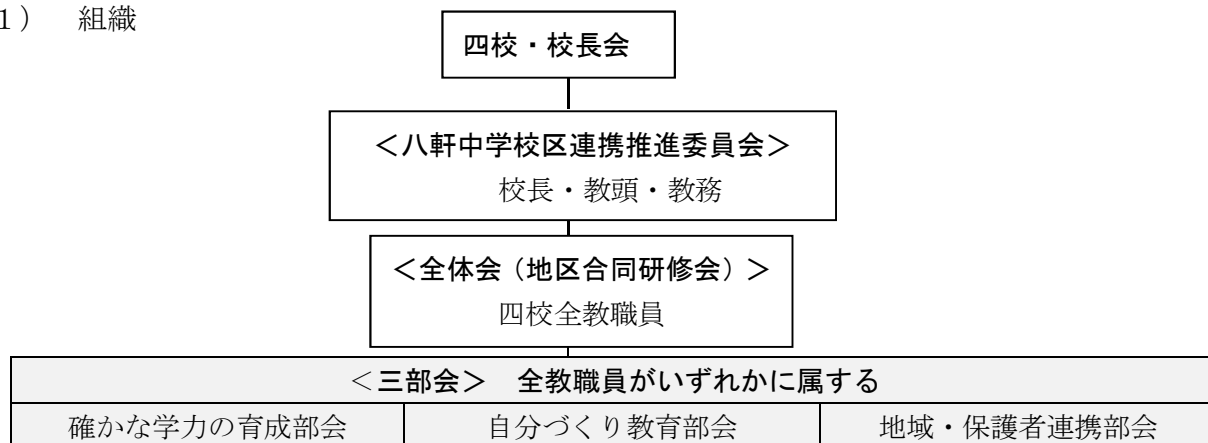 １）　組織
四校・校長会
＜八軒中学校区連携推進委員会＞
校長・教頭・教務
＜全体会（地区合同研修会）＞
四校全教職員
＜三部会＞　全教職員がいずれかに属する
確かな学力の育成部会　自分づくり教育部会　地域・保護者連携部会